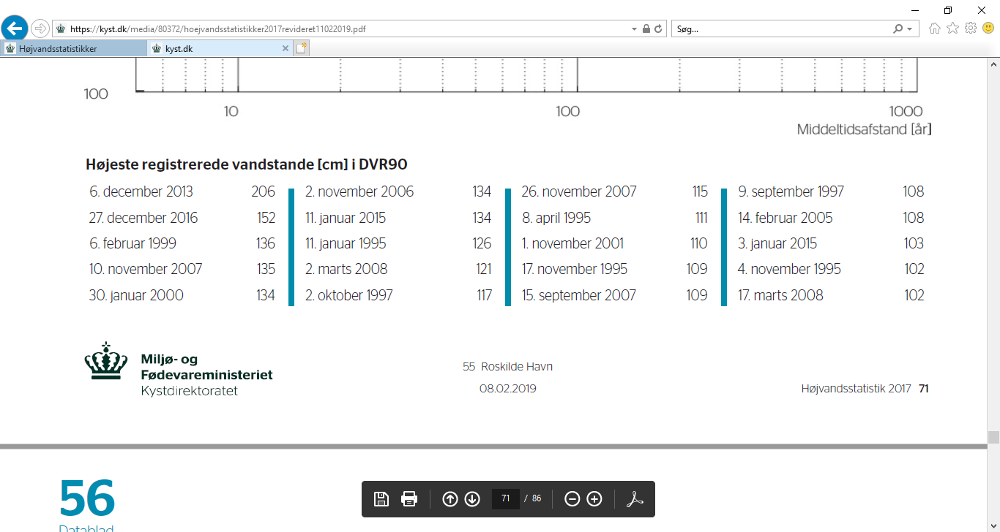 https://kyst.dk/media/80372/hoejvandsstatistikker2017revideret11022019.pdf
Søg...
Højvandsstatistikker
kyst.dk
100
10 100 1000
Middeltidsafstand [år]
Højeste registrerede vandstande [cm] i DVR90
6. december 2013 206 2. november 2006 134 26. november 2007 115 9. september 1997 108
27. december 2016 152 11. januar 2015 134 8. april 1995 111 14. februar 2005 108
6. februar 1999 136 11. januar 1995 126 1. november 2001 110 3. januar 2015 103
10. november 2007 135 2. marts 2008 121 17. november 1995 109 4. november 1995 102
30. januar 2000 134 2. oktober 1997 117 15. september 2007 109 17. marts 2008 102
Miljø- og
Fødevareministeriet
Kystdirektoratet
55 Roskilde Havn
08.02.2019
Højvandsstatistik 2017 71
56
Datablad
71 / 86